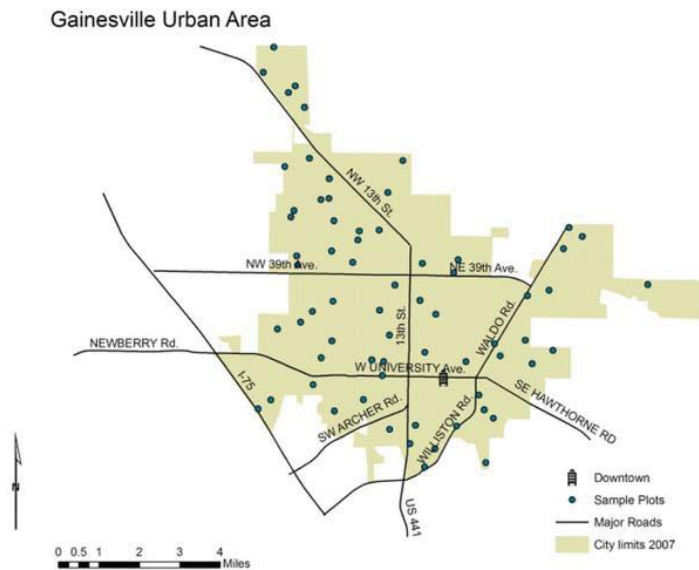 Gainesville Urban Area
NW 13th St.
NW 39th Ave.
NE 39th Ave.
WALDO Rd.
13th St.
NEWBERRY Rd.
W UNIVERSITY Ave.
I-75
SW ARCHER Rd.
WILLISTON Rd.
SE HAWTHORNE RD
US 441
N
Downtown
Sample Plots
Major Roads
City limits 2007
0 0.5 1 2 3 4
Miles